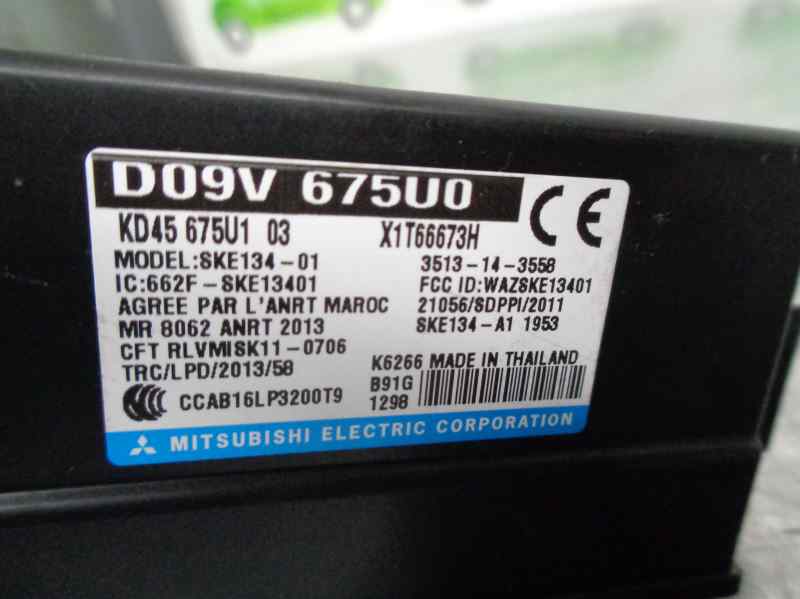 D09V 675U0
KD45 675U1 03 X1T66673H
MODEL:SKE134-01 3513-14-3558
IC:662F-SKE13401 FCC ID:WAZSKE13401
AGREE PAR L'ANRT MAROC 21056/SDPPI/2011
MR 8062 ANRT 2013 SKE134-A1 1953
CFT RLVMISK11-0706
TRC/LPD/2013/58 K6266 MADE IN THAILAND
CCAB16LP3200T9 B91G
1298
MITSUBISHI ELECTRIC CORPORATION
CE